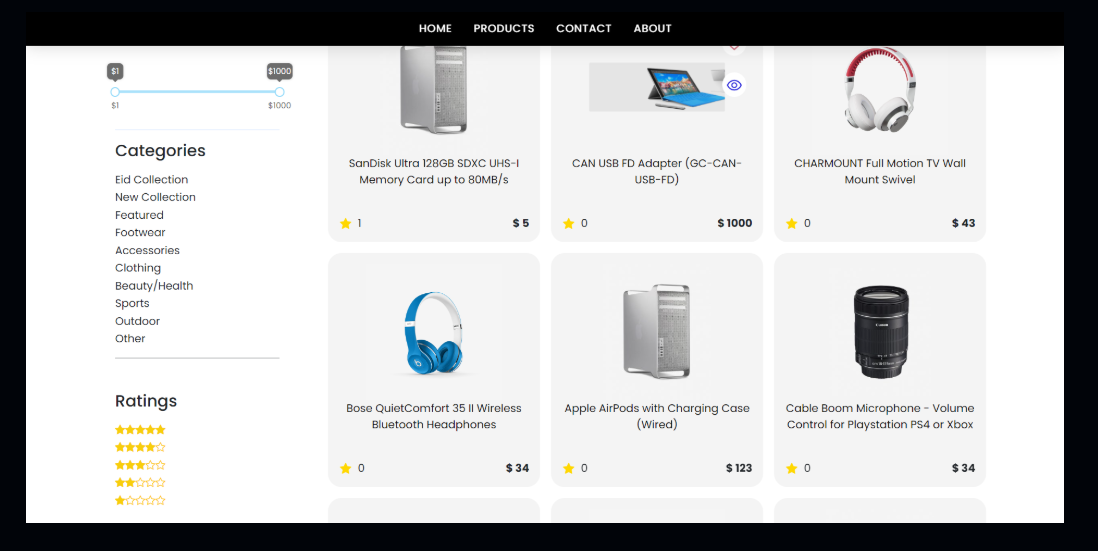 HOME PRODUCTS CONTACT ABOUT
$1 $1000
$1 $1000
Categories
Eid Collection
New Collection
Featured
Footwear
Accessories
Clothing
Beauty/Health
Sports
Outdoor
Other
Ratings
SanDisk Ultra 128GB SDXC UHS-I
Memory Card up to 80MB/s
1 $ 5
CAN USB FD Adapter (GC-CAN-
USB-FD)
0 $ 1000
CHARMOUNT Full Motion TV Wall
Mount Swivel
0 $ 43
Bose QuietComfort 35 II Wireless
Bluetooth Headphones
0 $ 34
Apple AirPods with Charging Case
(Wired)
0 $ 123
Canon
Cable Boom Microphone - Volume
Control for Playstation PS4 or Xbox
0 $ 34